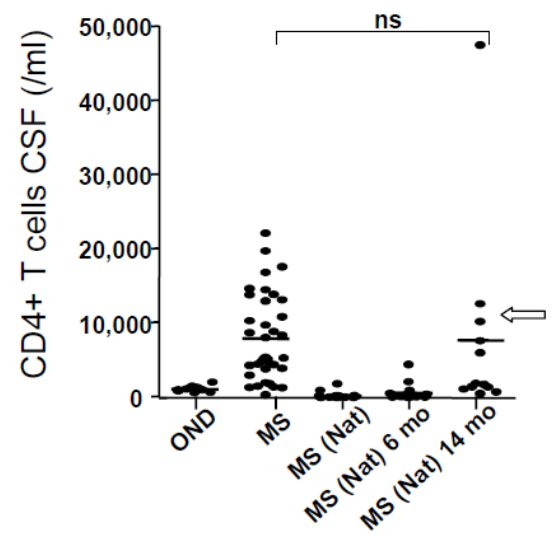 ns
CD4+ T cells CSF (/ml)
50,000
40,000
30,000
20,000
10,000
0
OND
MS
MS (Nat)
MS (Nat) 6 mo
MS (Nat) 14 mo